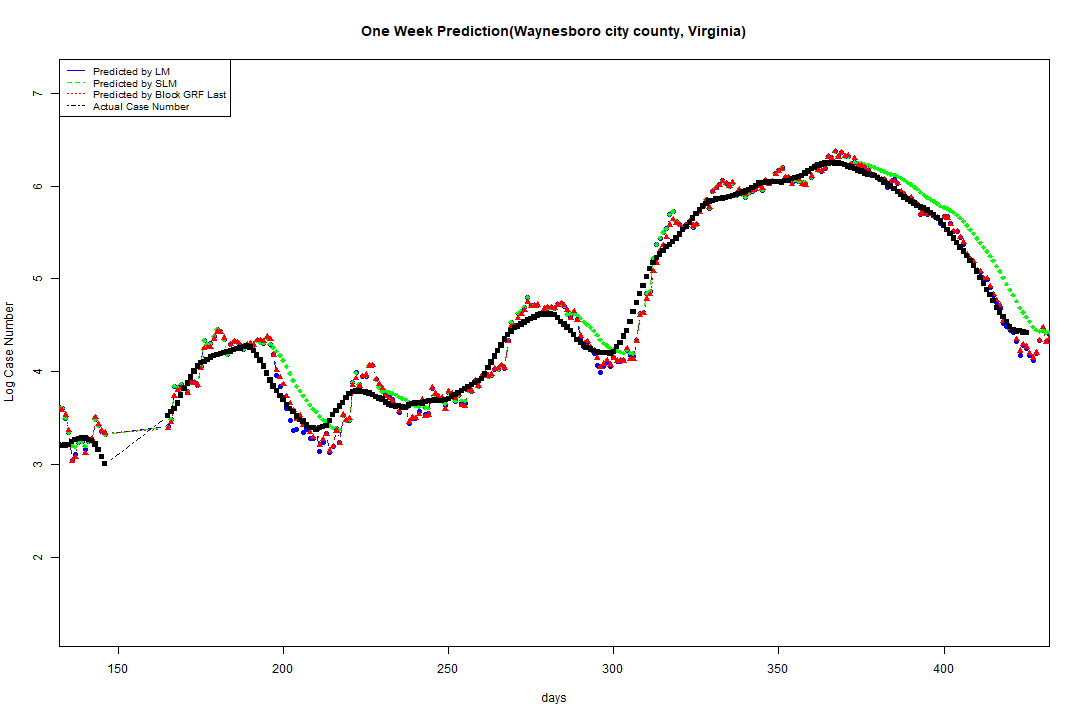 One Week Prediction(Waynesboro city county, Virginia)
Predicted by LM
Predicted by SLM
Predicted by Block GRF Last
Actual Case Number
7
6
5
4
3
2
Log Case Number
150 200 250 300 350 400
days